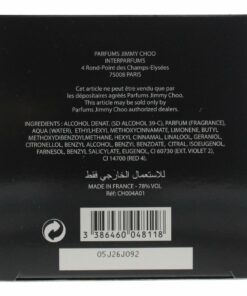 PARFUMS JIMMY CHOO
INTERPARFUMS
4 Rond-Point des Champs-Elysées
75008 PARIS
Cet article ne peut être vendu que par
les dépositaires agréés Parfums Jimmy Choo.
This article may be sold only by
Parfums Jimmy Choo authorized dealers.
INGREDIENTS : ALCOHOL DENAT. (SD ALCOHOL 39-C), PARFUM (FRAGRANCE),
AQUA (WATER), ETHYLHEXYL METHOXYCINNAMATE, LIMONENE, BUTYL
METHOXYDIBENZOYLMETHANE, HEXYL CINNAMAL, LINALOOL, GERANIOL,
CITRONELLOL, BENZYL ALCOHOL, BENZYL BENZOATE, CITRAL, ISOEUGENOL,
FARNESOL, BENZYL SALICYLATE, EUGENOL, CI 60730 (EXT. VIOLET 2),
CI 14700 (RED 4).
للاستعمال الخارجي فقط
MADE IN FRANCE - 78% VOL
REF : CH004A01
3 386460 048118
05J26J092